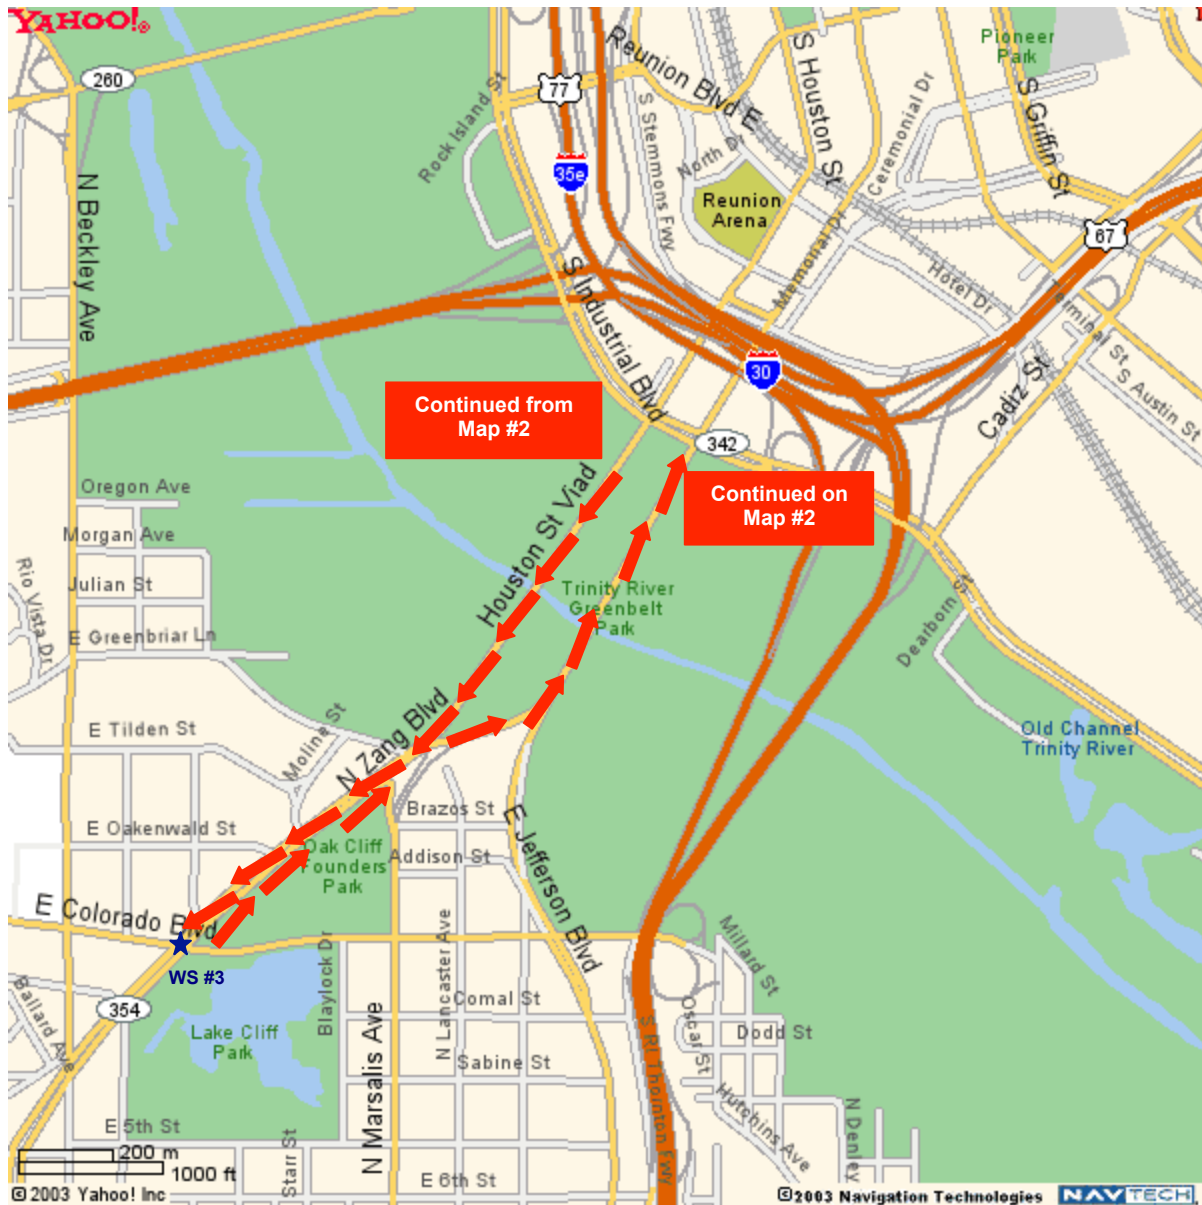 YAHOO!®
260
77
Reunion Blvd E
S Houston St
Pioneer
Park
S Griffin St
Rock Island St
S Stemmons Fwy
North Dr
Ceremonial Dr
35e
N Beckley Ave
Reunion
Arena
Memorial Dr
67
Hotel Dr
Terminal St
S Austin St
S Industrial Blvd
30
Cadiz St
Continued from
Map #2
342
Continued on
Map #2
Oregon Ave
Morgan Ave
Julian St
Rio Vista Dr
E Greenbriar Ln
Houston St Viad
Trinity River
Greenbelt
Park
Dearborn St
E Tilden St
Moline St
N Zang Blvd
Old Channel
Trinity River
Brazos St
E Oakenwald St
Oak Cliff
Founders
Park
Addison St
E Jefferson Blvd
E Colorado Blvd
WS #3
354
Ballard Ave
Blaylock Dr
N Lancaster Ave
Millard St
Comal St
Oscar St
Dodd St
Lake Cliff
Park
N Marsalis Ave
Sabine St
S Rl Thornton Fwy
Hutchins Ave
N Denley
E 5th St
Starr St
E 6th St
200 m
1000 ft
©2003 Yahoo! Inc
©2003 Navigation Technologies
NAVTECH